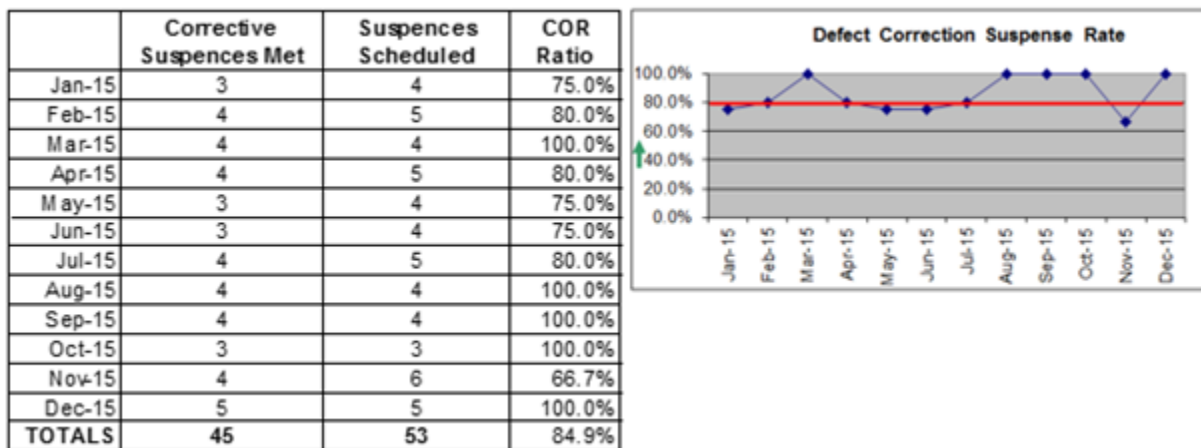 Corrective Suspences COR
Suspences Met Scheduled Ratio
Jan-15 3 4 75.0%
Feb-15 4 5 80.0%
Mar-15 4 4 100.0%
Apr-15 4 5 80.0%
May-15 3 4 75.0%
Jun-15 3 4 75.0%
Jul-15 4 5 80.0%
Aug-15 4 4 100.0%
Sep-15 4 4 100.0%
Oct-15 3 3 100.0%
Nov-15 4 6 66.7%
Dec-15 5 5 100.0%
TOTALS 45 53 84.9%
Defect Correction Suspense Rate
100.0%
80.0%
60.0%
40.0%
20.0%
0.0%
Jan-15
Feb-15
Mar-15
Apr-15
May-15
Jun-15
Jul-15
Aug-15
Sep-15
Oct-15
Nov-15
Dec-15